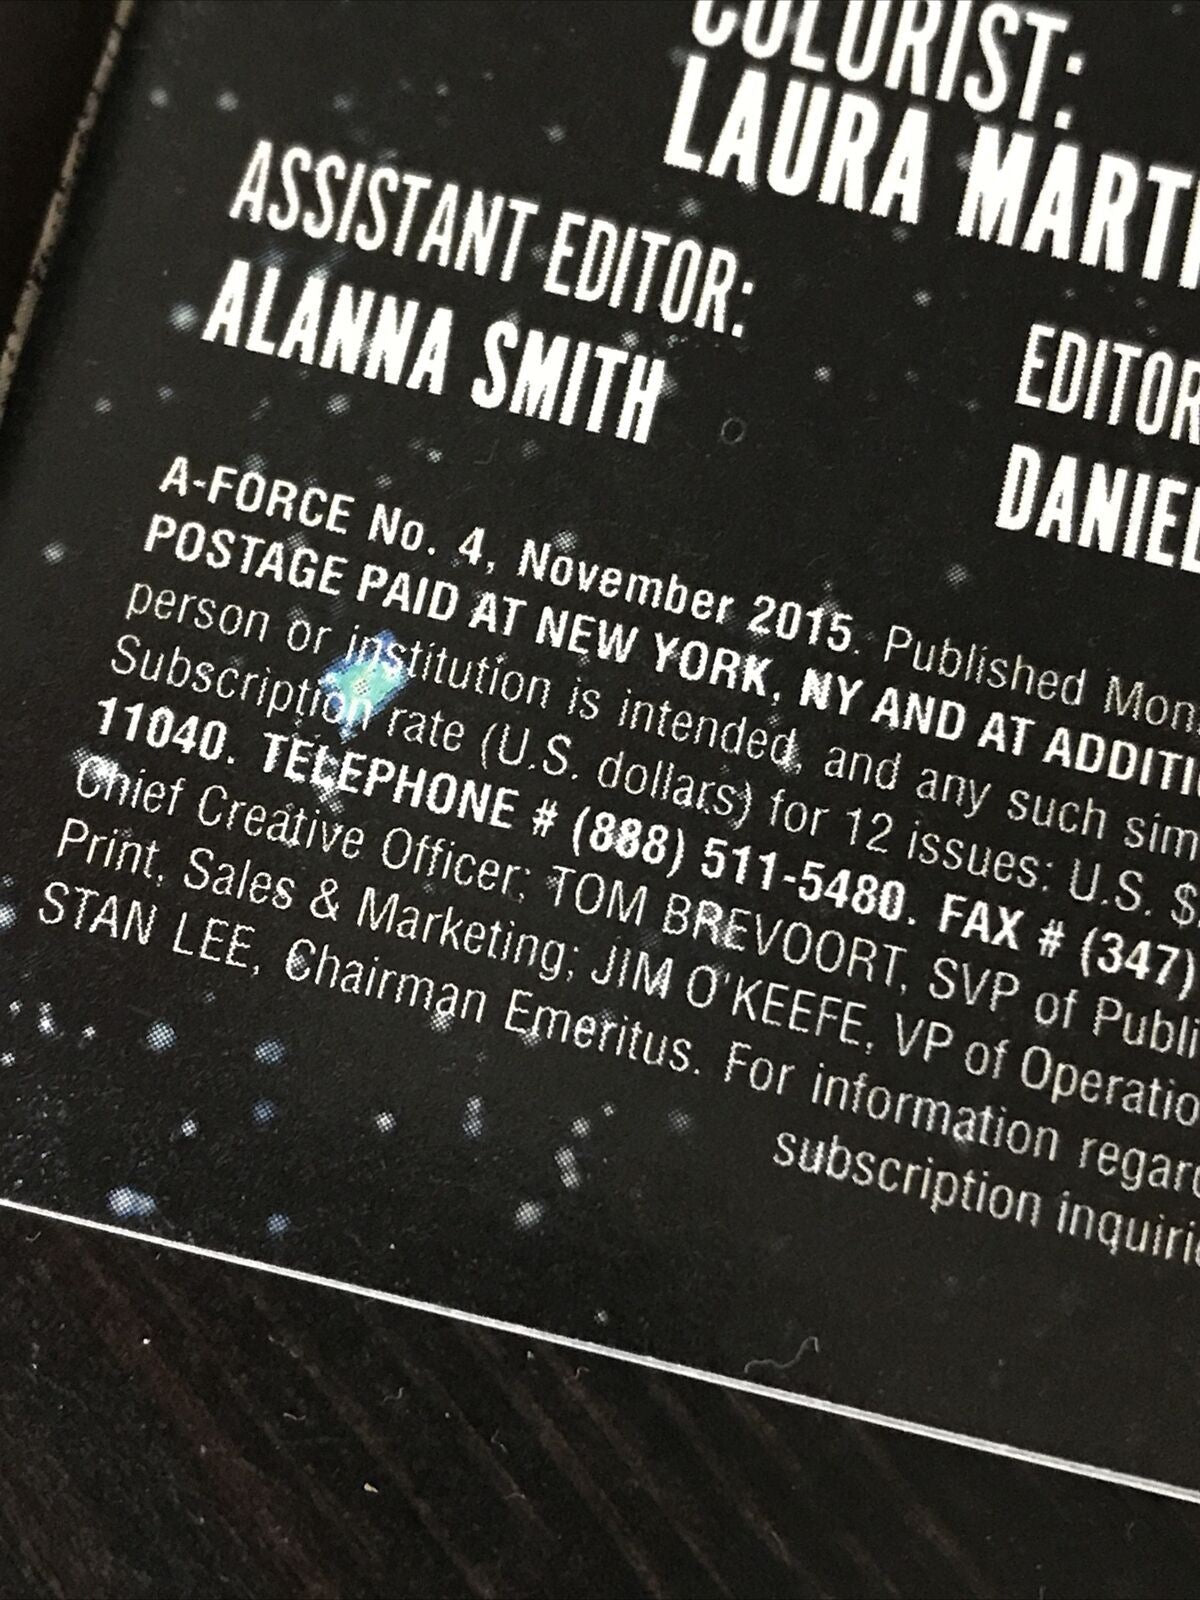 COLORIST:
LAURA MARTI
ASSISTANT EDITOR:
ALANNA SMITH
EDITOR
DANIEL
A-FORCE No. 4, November 2015. Published Mon
POSTAGE PAID AT NEW YORK, NY AND AT ADDITI
person or institution is intended, and any such sim
Subscription rate (U.S. dollars) for 12 issues: U.S. $
11040. TELEPHONE # (888) 511-5480. FAX # (347)
Chief Creative Officer; TOM BREVOORT, SVP of Publi
Print, Sales & Marketing; JIM O'KEEFE, VP of Operatio
STAN LEE, Chairman Emeritus. For information regar
subscription inquiri